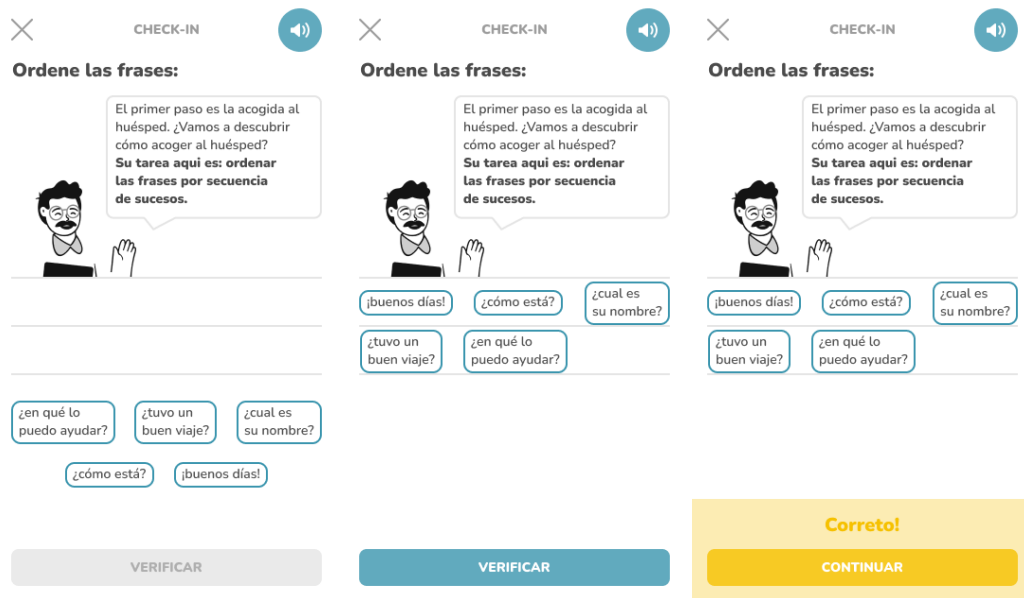 CHECK-IN
Ordene las frases:
El primer paso es la acogida al
huésped. ¿Vamos a descubrir
cómo acoger al huésped?
Su tarea aqui es: ordenar
las frases por secuencia
de sucesos.
¿en qué lo
puedo ayudar?
¿tuvo un
buen viaje?
¿cual es
su nombre?
¿cómo está?
¡buenos días!
VERIFICAR
CHECK-IN
Ordene las frases:
El primer paso es la acogida al
huésped. ¿Vamos a descubrir
cómo acoger al huésped?
Su tarea aqui es: ordenar
las frases por secuencia
de sucesos.
¡buenos días!
¿cómo está?
¿cual es
su nombre?
¿tuvo un
buen viaje?
¿en qué lo
puedo ayudar?
VERIFICAR
CHECK-IN
Ordene las frases:
El primer paso es la acogida al
huésped. ¿Vamos a descubrir
cómo acoger al huésped?
Su tarea aqui es: ordenar
las frases por secuencia
de sucesos.
¡buenos días!
¿cómo está?
¿cual es
su nombre?
¿tuvo un
buen viaje?
¿en qué lo
puedo ayudar?
Correto!
CONTINUAR